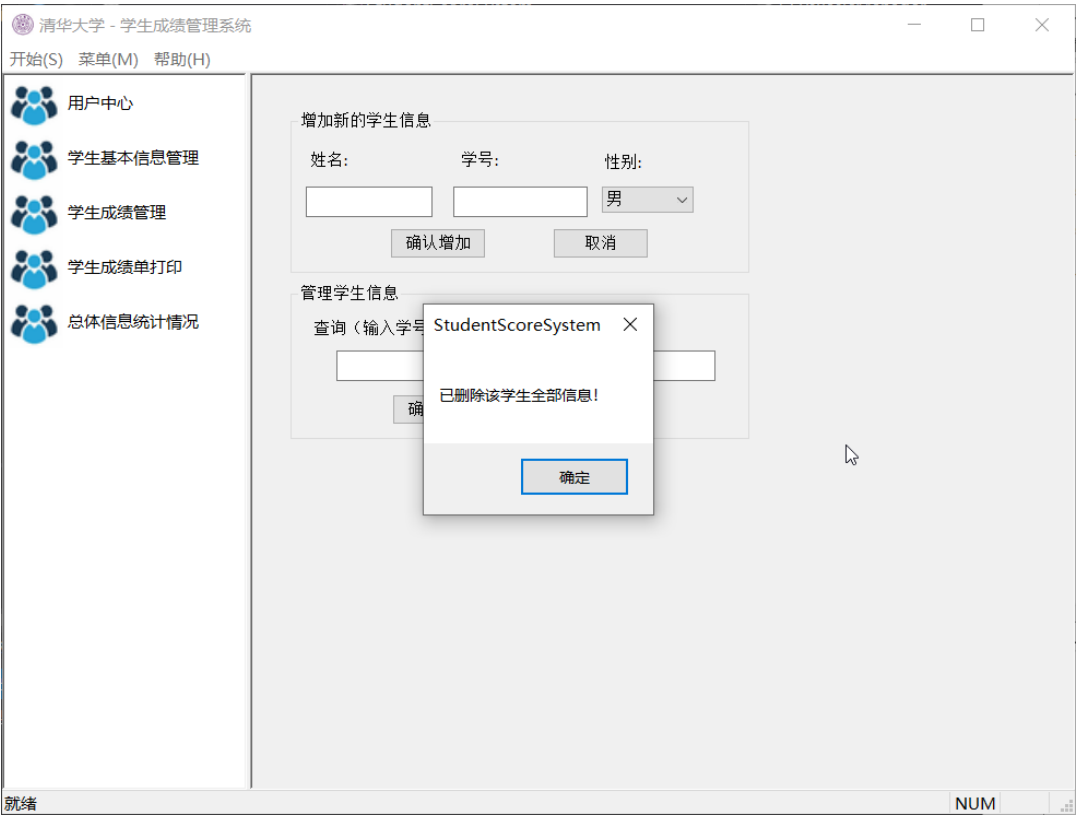 清华大学 - 学生成绩管理系统
开始(S) 菜单(M) 帮助(H)
用户中心
学生基本信息管理
学生成绩管理
学生成绩单打印
总体信息统计情况
增加新的学生信息
姓名: 学号: 性别:
男
确认增加 取消
管理学生信息
查询（输入学号
确
StudentScoreSystem
已删除该学生全部信息!
确定
就绪 NUM